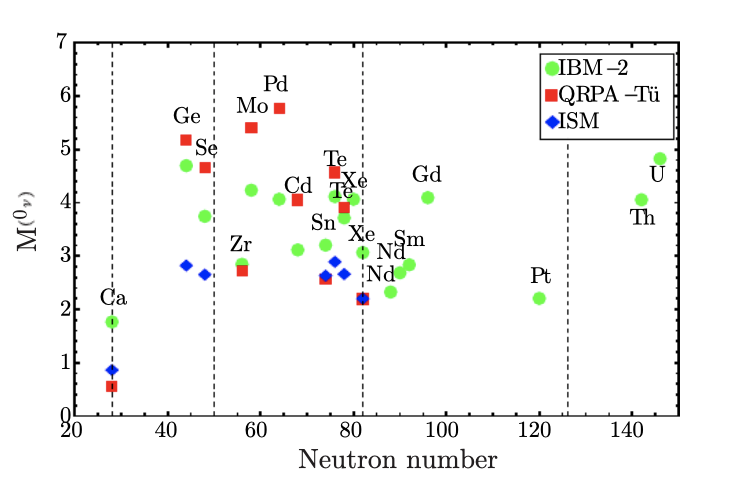 M(0ν)
7
6
5
4
3
2
1
0
IBM–2
QRPA–Tü
ISM
Pd
Mo
Ge
Se
Te
Xe
Te
Cd
Gd
U
Th
Sn
Xe
Sm
Zr
Nd
Nd
Pt
Ca
20 40 60 80 100 120 140
Neutron number